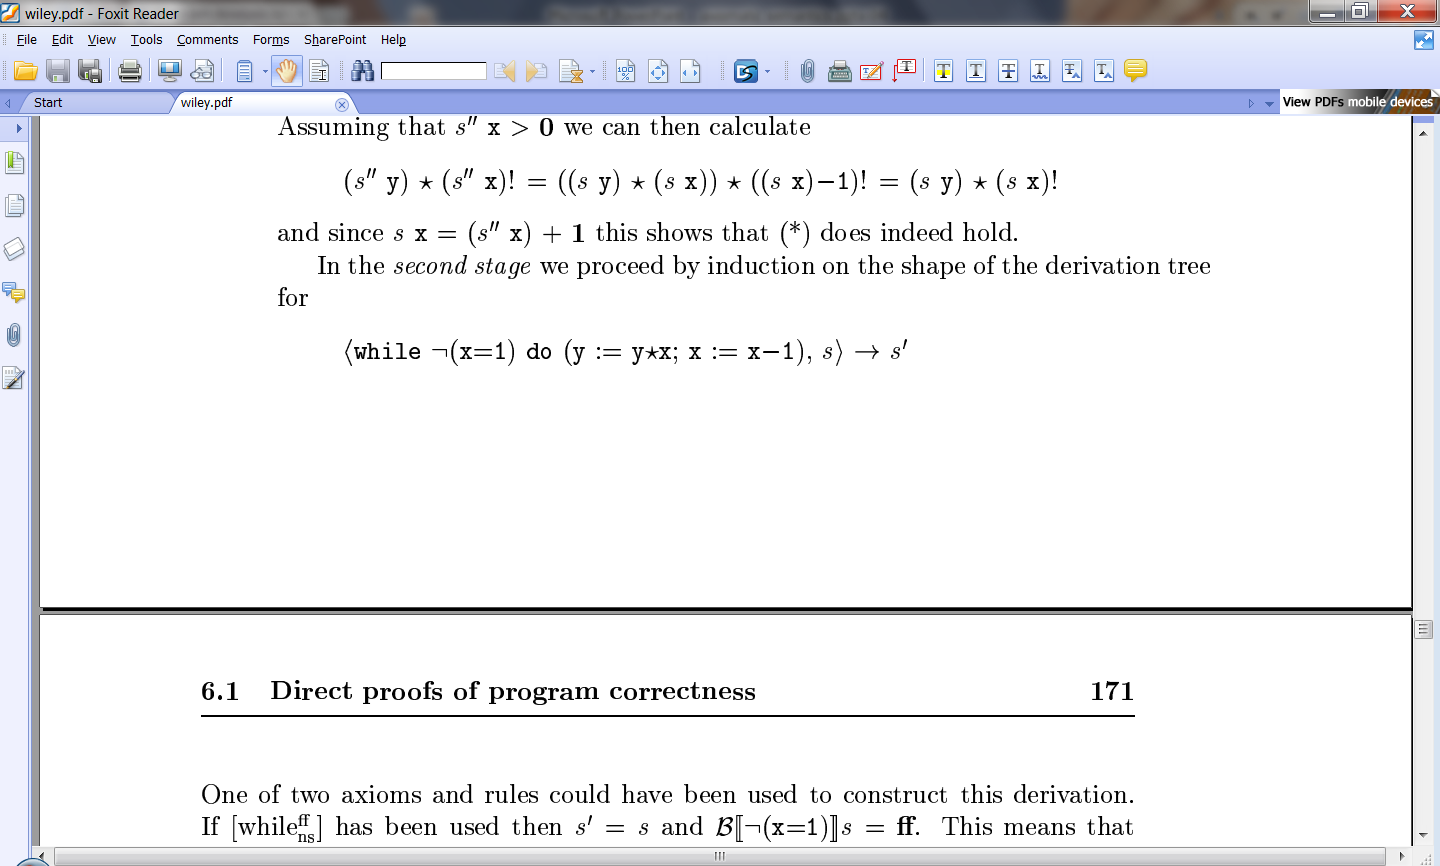 wiley.pdf - Foxit Reader
File Edit View Tools Comments Forms SharePoint Help
Start wiley.pdf View PDFs mobile devices
Assuming that s″ x > 0 we can then calculate
(s″ y) ⋆ (s″ x)! = ((s y) ⋆ (s x)) ⋆ ((s x)−1)! = (s y) ⋆ (s x)!
and since s x = (s″ x) + 1 this shows that (*) does indeed hold.
In the second stage we proceed by induction on the shape of the derivation tree
for
⟨while ¬(x=1) do (y := y⋆x; x := x−1), s⟩ → s′
6.1 Direct proofs of program correctness 171
One of two axioms and rules could have been used to construct this derivation.
If [while^ff_ns] has been used then s′ = s and ℬ⟦¬(x=1)⟧s = ff. This means that